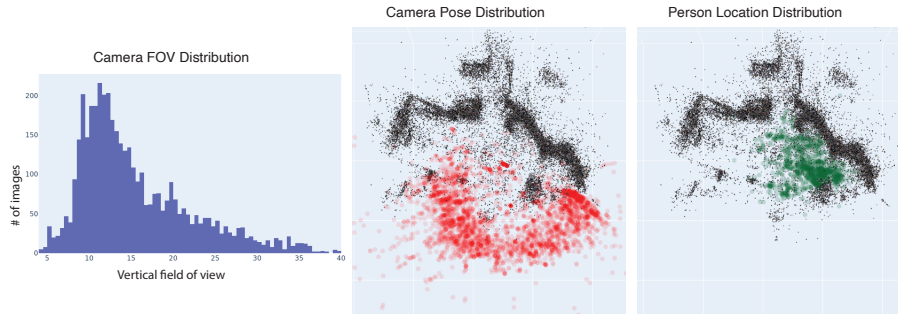 Camera FOV Distribution
Camera Pose Distribution
Person Location Distribution
# of images
200
150
100
50
0
5 10 15 20 25 30 35 40
Vertical field of view